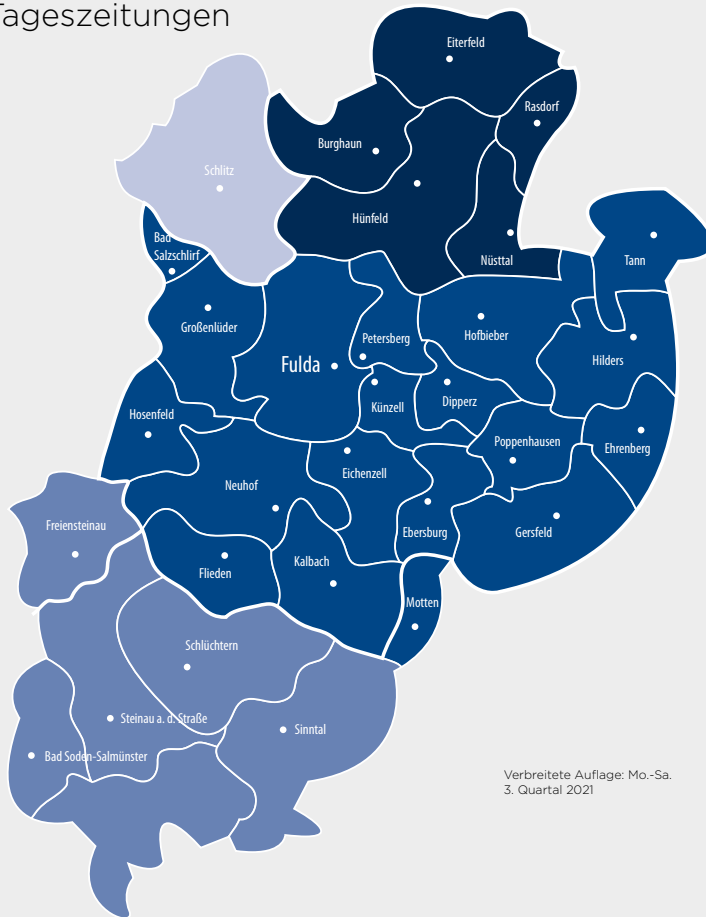 Tageszeitungen
Eiterfeld
Rasdorf
Burghaun
Schlitz
Hünfeld
Bad
Salzschlirf
Nüsttal
Tann
Großenlüder
Petersberg
Hofbieber
Fulda
Hilders
Künzell
Dipperz
Hosenfeld
Poppenhausen
Ehrenberg
Eichenzell
Neuhof
Freiensteinau
Ebersburg
Gersfeld
Kalbach
Flieden
Motten
Schlüchtern
Steinau a. d. Straße
Sinntal
Bad Soden-Salmünster
Verbreitete Auflage: Mo.-Sa.
3. Quartal 2021